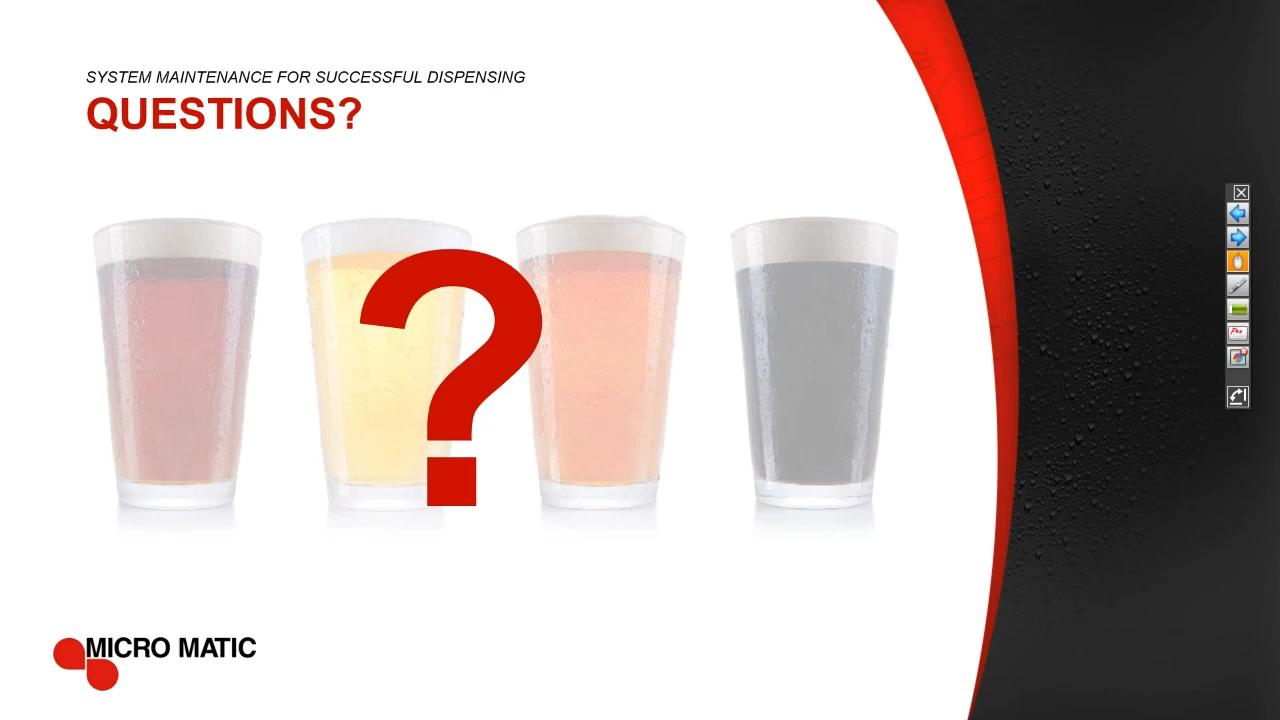 SYSTEM MAINTENANCE FOR SUCCESSFUL DISPENSING
QUESTIONS?
?
MICRO MATIC